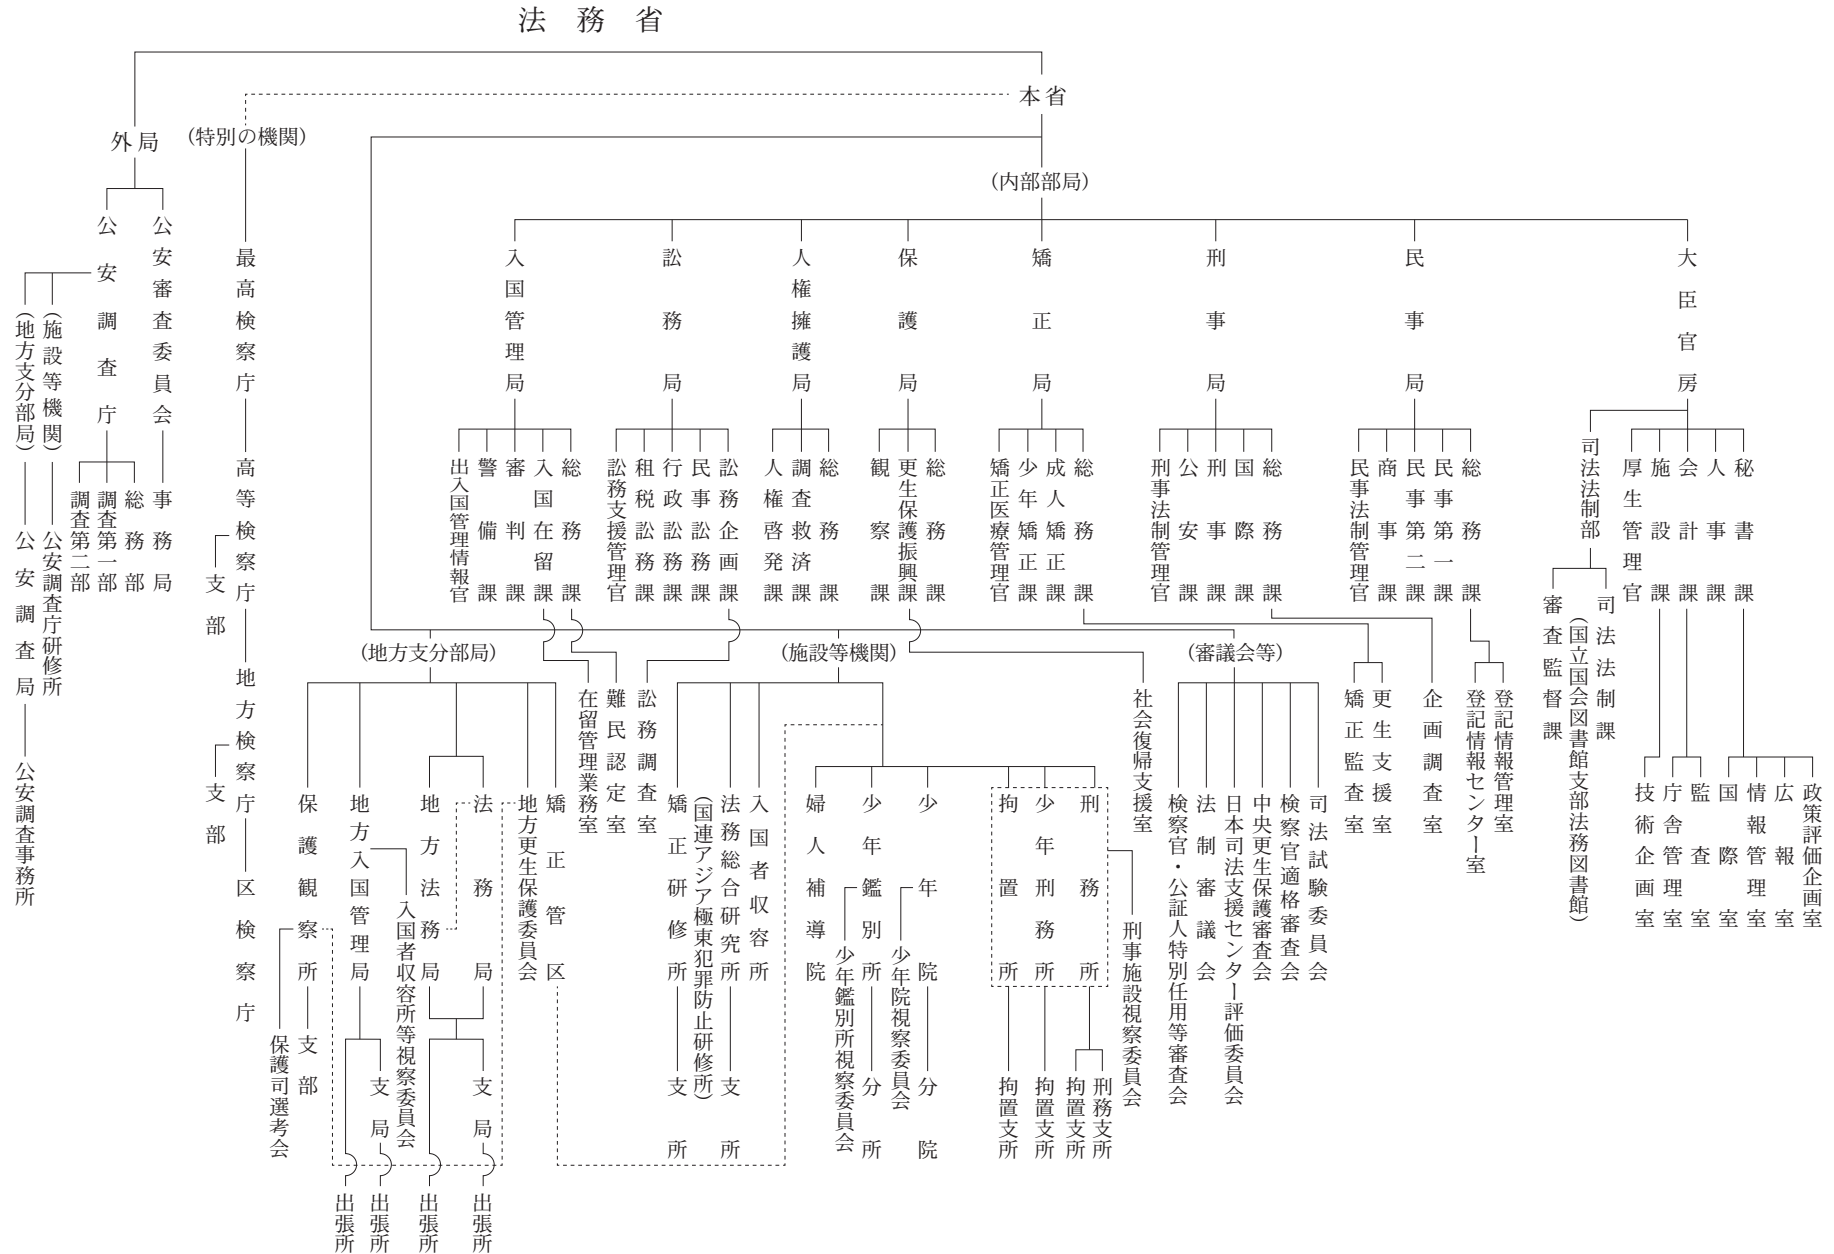 法務省
本省
外局
(特別の機関)
(内部部局)
大臣官房
民事局
刑事局
矯正局
保護局
人権擁護局
訟務局
入国管理局
秘書課
人事課
会計課
施設課
厚生管理官
司法法制部
司法法制課
(国立国会図書館支部法務図書館)
審査監督課
政策評価企画室
広報室
情報管理室
国際室
監査室
庁舎管理室
技術企画室
総務課
民事第一課
民事第二課
商事課
民事法制管理官
登記情報管理室
登記情報センター室
総務課
国際課
刑事課
公安課
刑事法制管理官
企画調査室
総務課
成人矯正課
少年矯正課
矯正医療管理官
更生支援室
矯正監査室
総務課
更生保護振興課
観察課
社会復帰支援室
総務課
調査救済課
人権啓発課
訟務企画課
民事訟務課
行政訟務課
租税訟務課
訟務支援管理官
訟務調査室
総務課
入国在留課
審判課
警備課
出入国管理情報官
難民認定室
在留管理業務室
(審議会等)
司法試験委員会
検察官適格審査会
中央更生保護審査会
日本司法支援センター評価委員会
法制審議会
検察官・公証人特別任用等審査会
(施設等機関)
刑務所
少年刑務所
拘置所
刑事施設視察委員会
刑務支所
拘置支所
拘置支所
拘置支所
少年院
少年院視察委員会
分院
少年鑑別所
少年鑑別所視察委員会
分所
婦人補導院
入国者収容所
法務総合研究所
(国連アジア極東犯罪防止研修所)
支所
矯正研修所
支所
(地方支分部局)
矯正管区
地方更生保護委員会
法務局
地方法務局
支局
出張所
出張所
地方入国管理局
入国者収容所等視察委員会
支局
出張所
出張所
保護観察所
支部
保護司選考会
最高検察庁
高等検察庁
支部
地方検察庁
支部
区検察庁
公安審査委員会
事務局
公安調査庁
総務部
調査第一部
調査第二部
(施設等機関)
公安調査庁研修所
(地方支分部局)
公安調査局
公安調査事務所